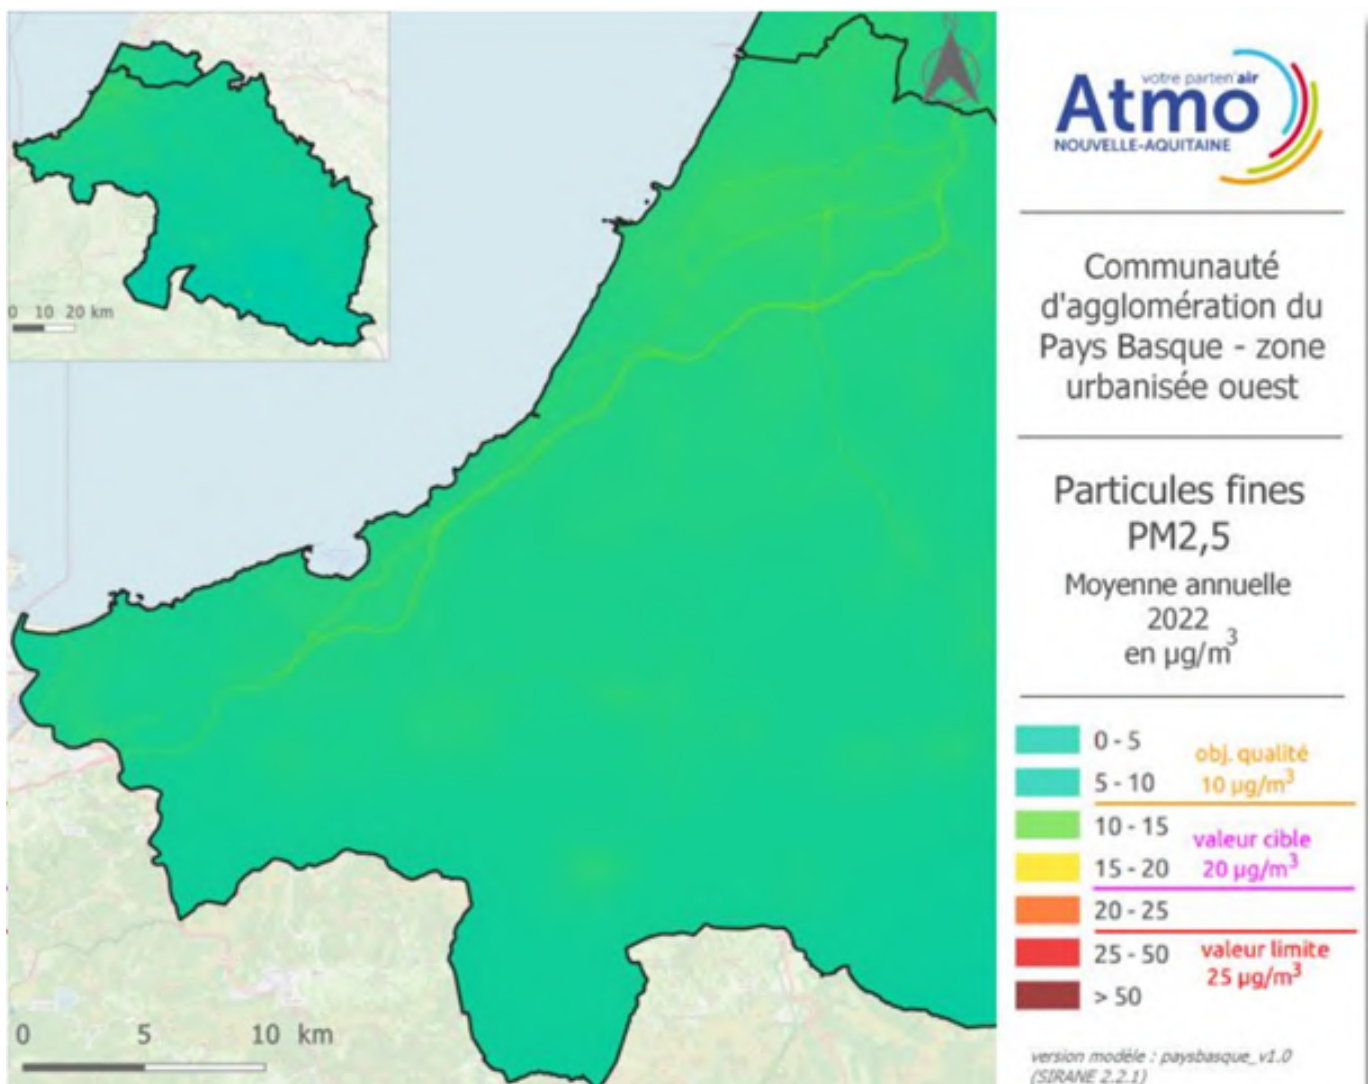 0 10 20 km
0 5 10 km
votre parten'air
Atmo
NOUVELLE-AQUITAINE
Communauté
d'agglomération du
Pays Basque - zone
urbanisée ouest
Particules fines
PM2,5
Moyenne annuelle
2022
en µg/m³
0 - 5
5 - 10
10 - 15
15 - 20
20 - 25
25 - 50
> 50
obj. qualité
10 µg/m³
valeur cible
20 µg/m³
valeur limite
25 µg/m³
version modèle : paysbasque_v1.0
(SIRANE 2.2.1)